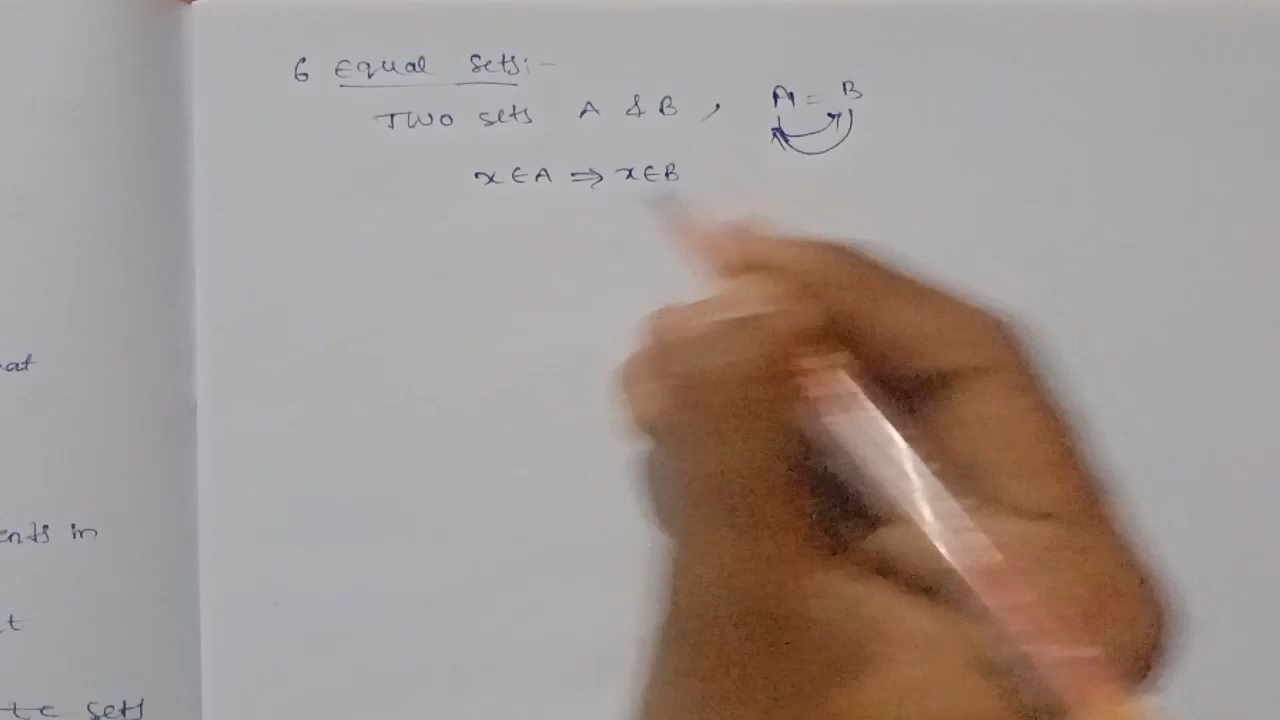 6 Equal sets:-
TWO sets A & B , A = B
x ∈ A ⇒ x ∈ B
at
ents in
t
te sets